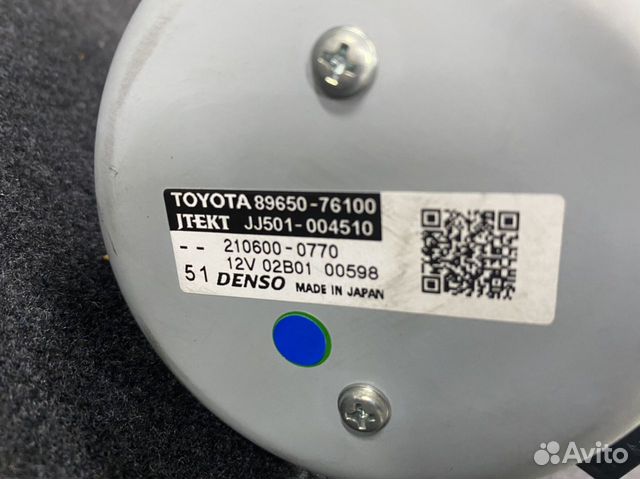 TOYOTA 89650-76100
JTEKT JJ501-004510
-- 210600-0770
12V 02B01 00598
51 DENSO MADE IN JAPAN
Avito